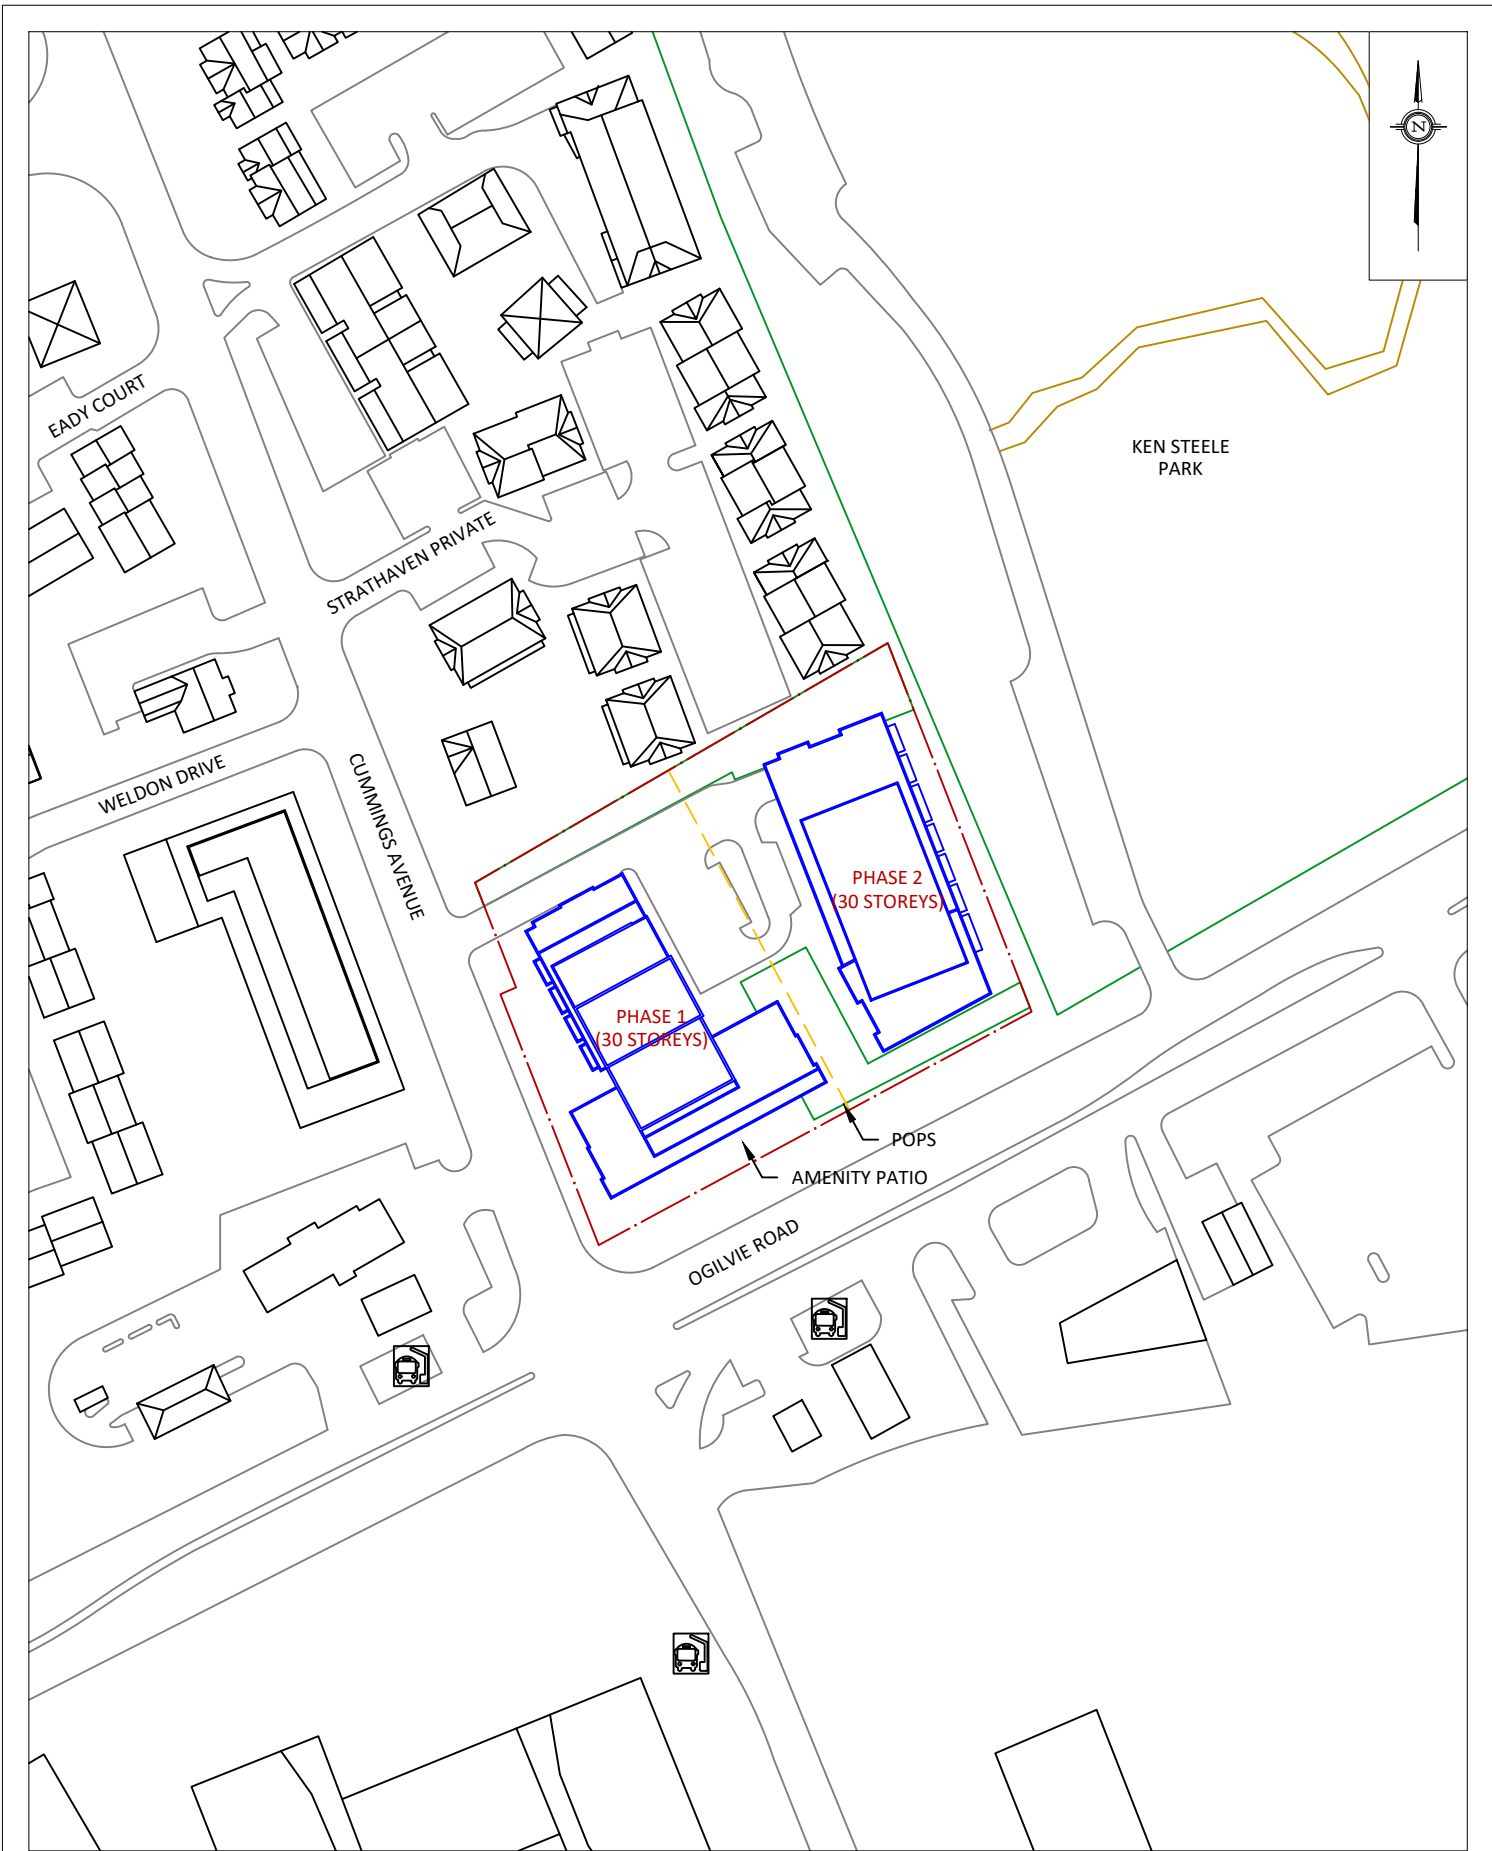 N
EADY COURT
KEN STEELE
PARK
STRATHAVEN PRIVATE
WELDON DRIVE
CUMMINGS AVENUE
PHASE 2
(30 STOREYS)
PHASE 1
(30 STOREYS)
POPS
AMENITY PATIO
OGILVIE ROAD